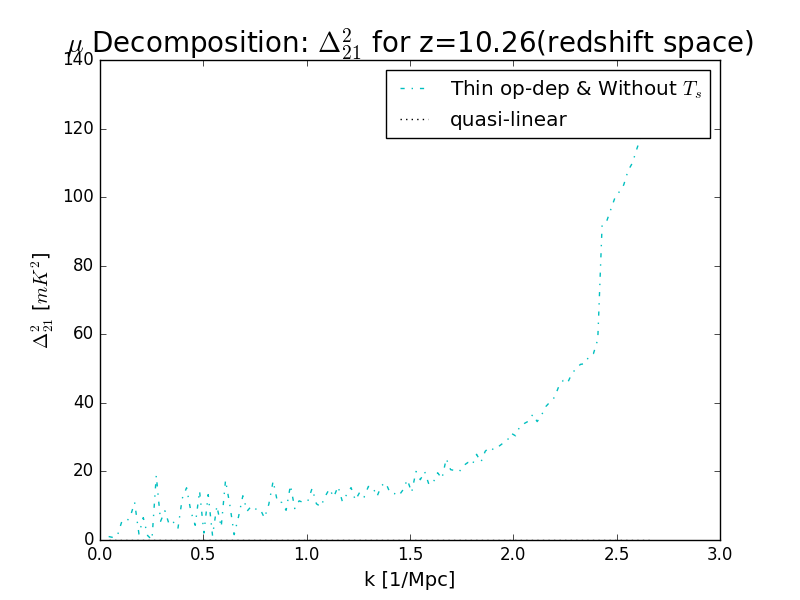 μ Decomposition: Δ²₂₁ for z=10.26(redshift space)
140
120
100
80
60
40
20
0
Δ²₂₁ [mK²]
Thin op-dep & Without Tₛ
quasi-linear
0.0 0.5 1.0 1.5 2.0 2.5 3.0
k [1/Mpc]